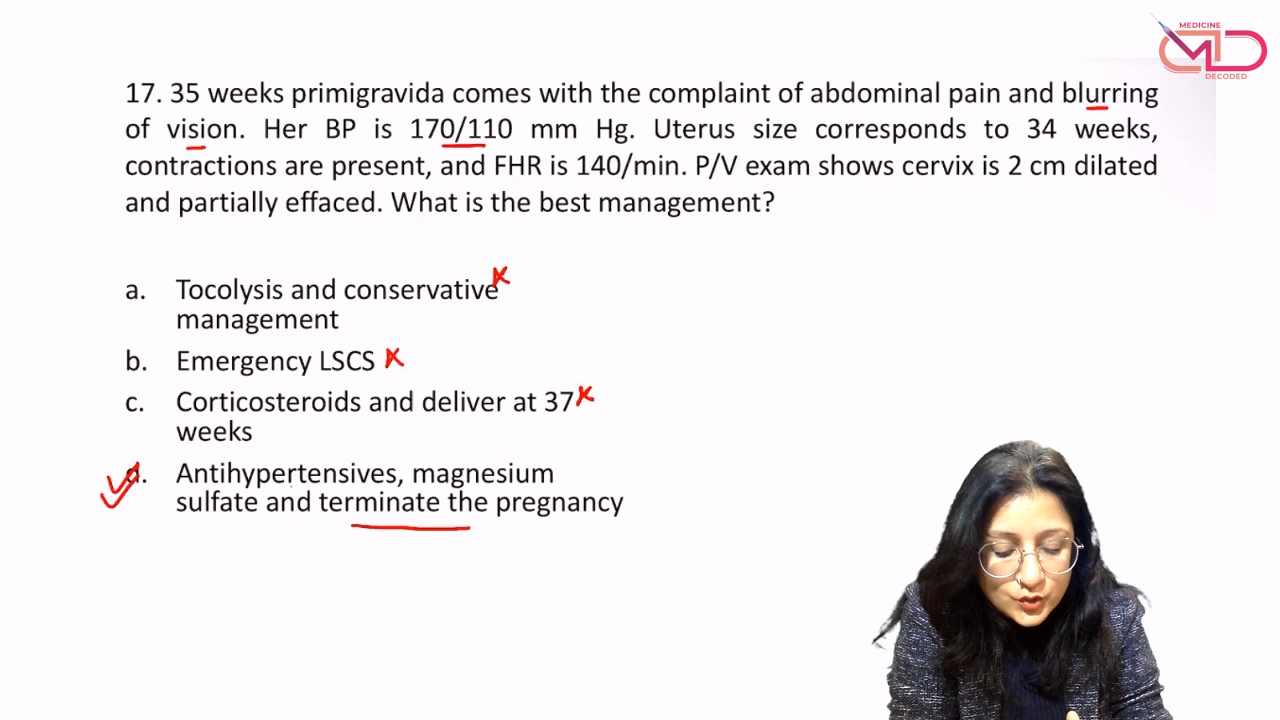 MEDICINE
MD
DECODED
17. 35 weeks primigravida comes with the complaint of abdominal pain and blurring
of vision. Her BP is 170/110 mm Hg. Uterus size corresponds to 34 weeks,
contractions are present, and FHR is 140/min. P/V exam shows cervix is 2 cm dilated
and partially effaced. What is the best management?
a. Tocolysis and conservative
management
b. Emergency LSCS
c. Corticosteroids and deliver at 37
weeks
d. Antihypertensives, magnesium
sulfate and terminate the pregnancy